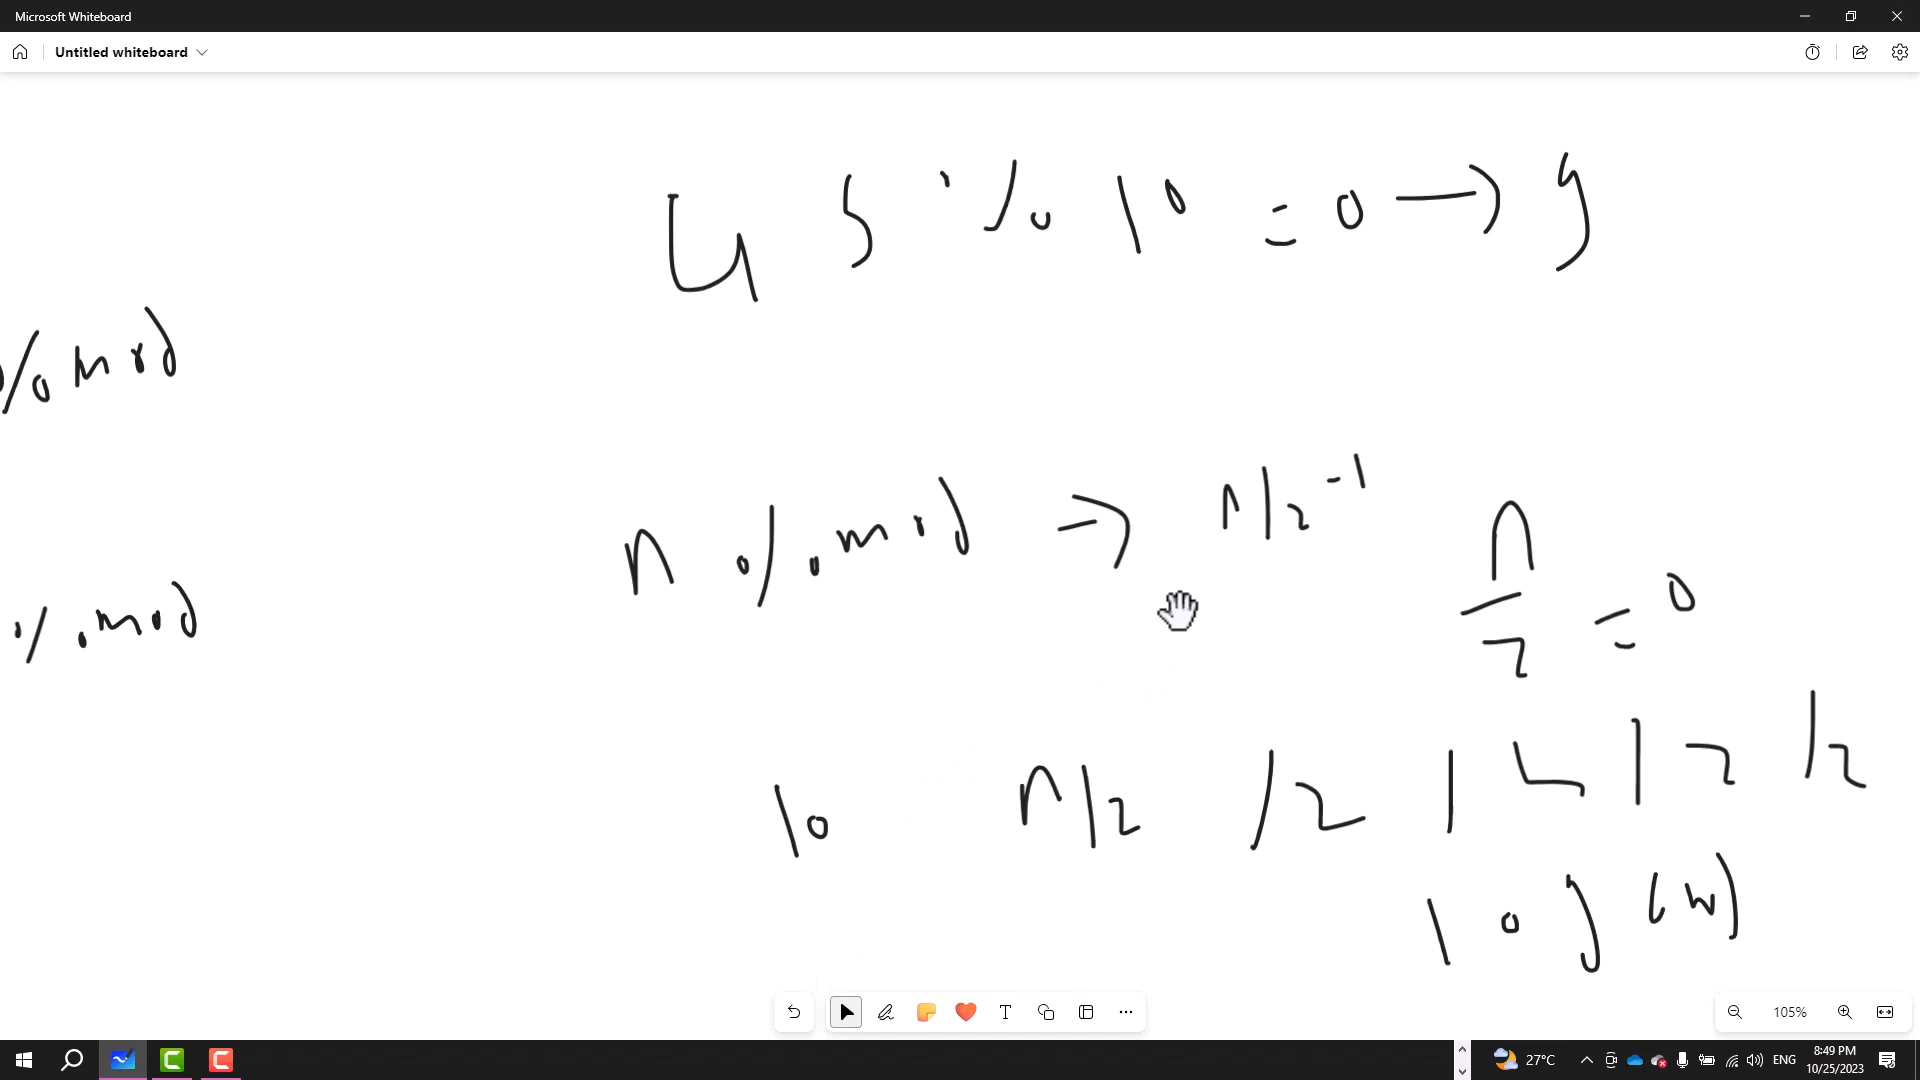 Microsoft Whiteboard
Untitled whiteboard
45 % 10 = 0 → 9
% mod
n % mod → n/2 -1
n/2 = 0
% mod
10 n/2 /2 /2 /2 /2
log(n)
105%
27°C
ENG
8:49 PM
10/25/2023